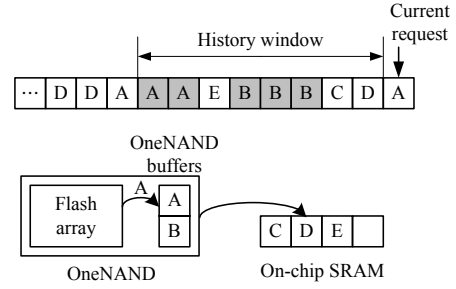 Current
request
History window
... D D A A A E B B B C D A
OneNAND
buffers
A
A
Flash
array
B
C D E
OneNAND
On-chip SRAM